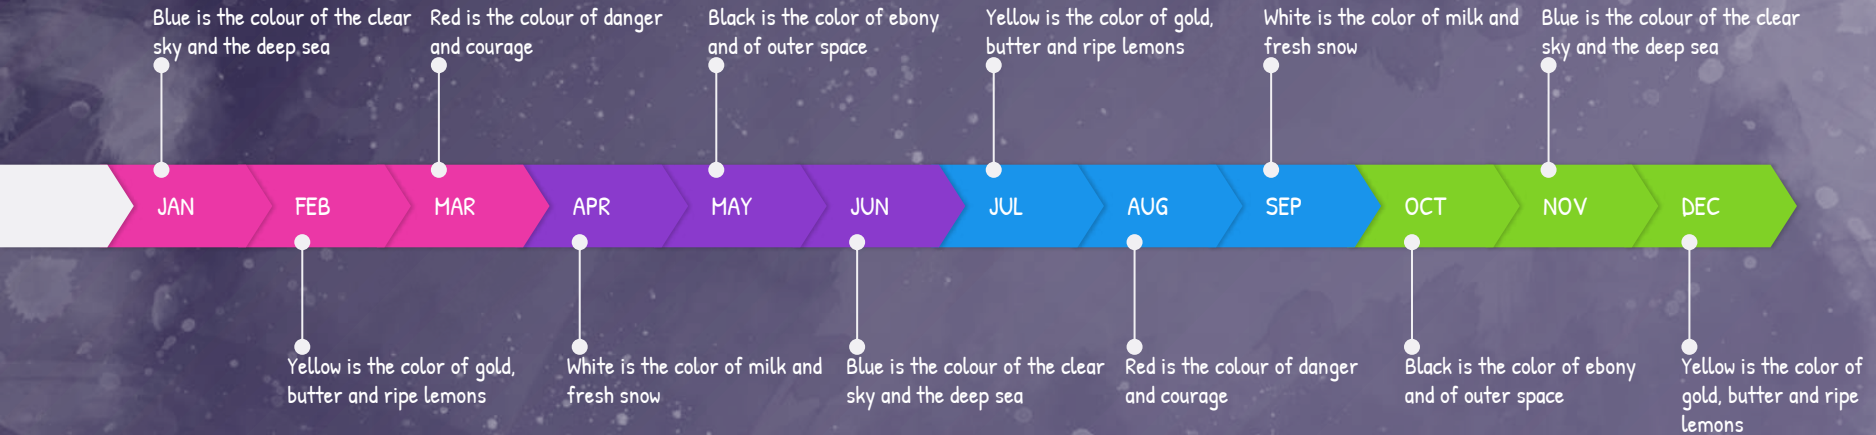 Blue is the colour of the clear
sky and the deep sea
Red is the colour of danger
and courage
Black is the color of ebony
and of outer space
Yellow is the color of gold,
butter and ripe lemons
White is the color of milk and
fresh snow
Blue is the colour of the clear
sky and the deep sea
JAN
FEB
MAR
APR
MAY
JUN
JUL
AUG
SEP
OCT
NOV
DEC
Yellow is the color of gold,
butter and ripe lemons
White is the color of milk and
fresh snow
Blue is the colour of the clear
sky and the deep sea
Red is the colour of danger
and courage
Black is the color of ebony
and of outer space
Yellow is the color of
gold, butter and ripe
lemons